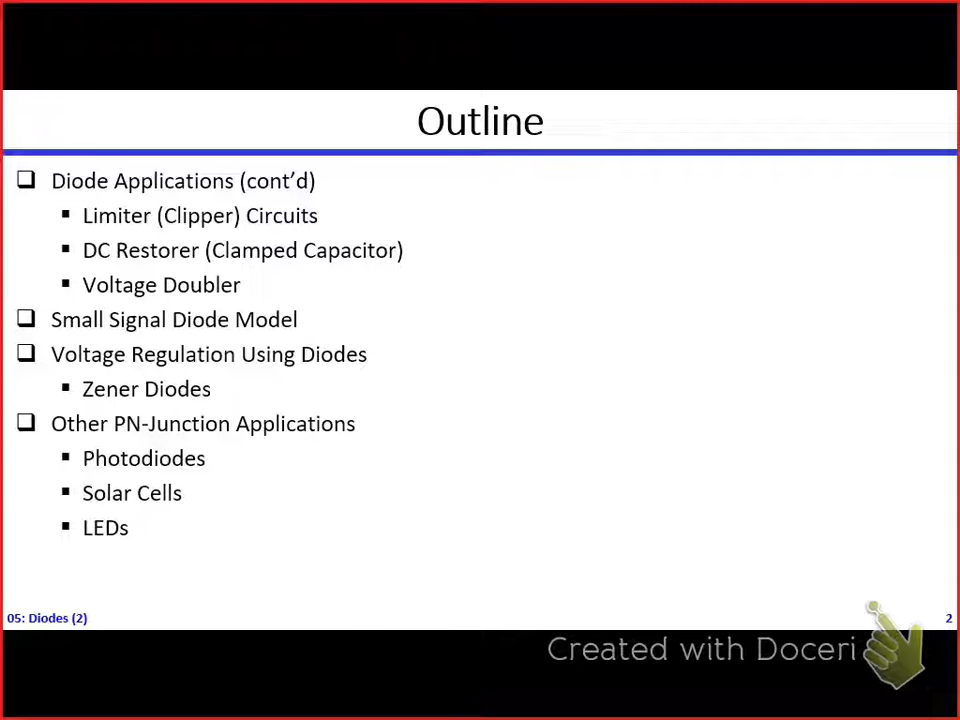 Outline
❑ Diode Applications (cont’d)
▪ Limiter (Clipper) Circuits
▪ DC Restorer (Clamped Capacitor)
▪ Voltage Doubler
❑ Small Signal Diode Model
❑ Voltage Regulation Using Diodes
▪ Zener Diodes
❑ Other PN-Junction Applications
▪ Photodiodes
▪ Solar Cells
▪ LEDs
05: Diodes (2)
2
Created with Doceri